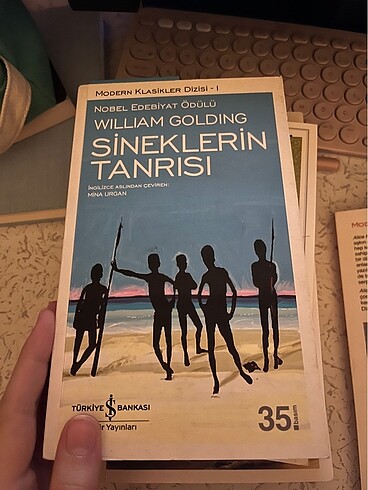 MODERN KLASİKLER DİZİSİ - I
NOBEL EDEBİYAT ÖDÜLÜ
WILLIAM GOLDING
SİNEKLERİN
TANRISI
İNGİLİZCE ASLINDAN ÇEVİREN:
MİNA URGAN
TÜRKİYE İŞ BANKASI
Yayınları
35.
basım